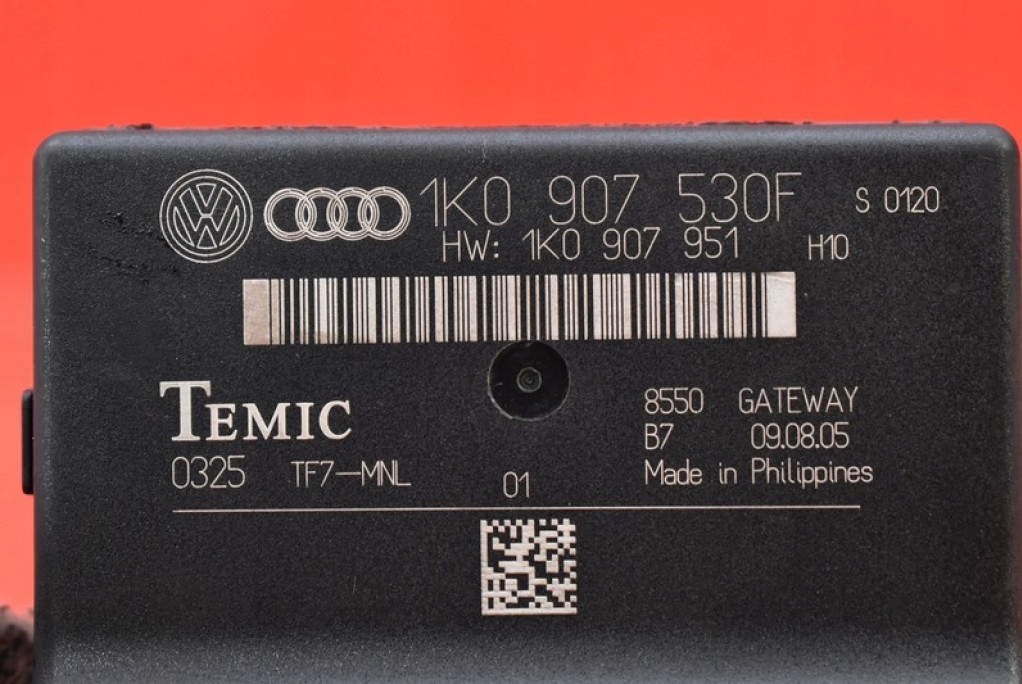 1K0 907 530F S 0120
HW: 1K0 907 951 H10
TEMIC
8550 GATEWAY
B7 09.08.05
0325 TF7-MNL 01 Made in Philippines